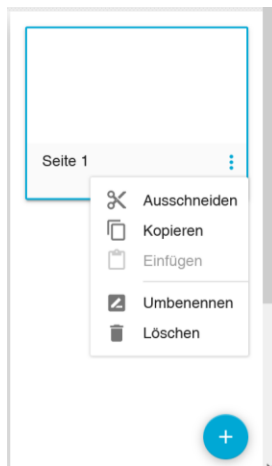 Seite 1
Ausschneiden
Kopieren
Einfügen
Umbenennen
Löschen